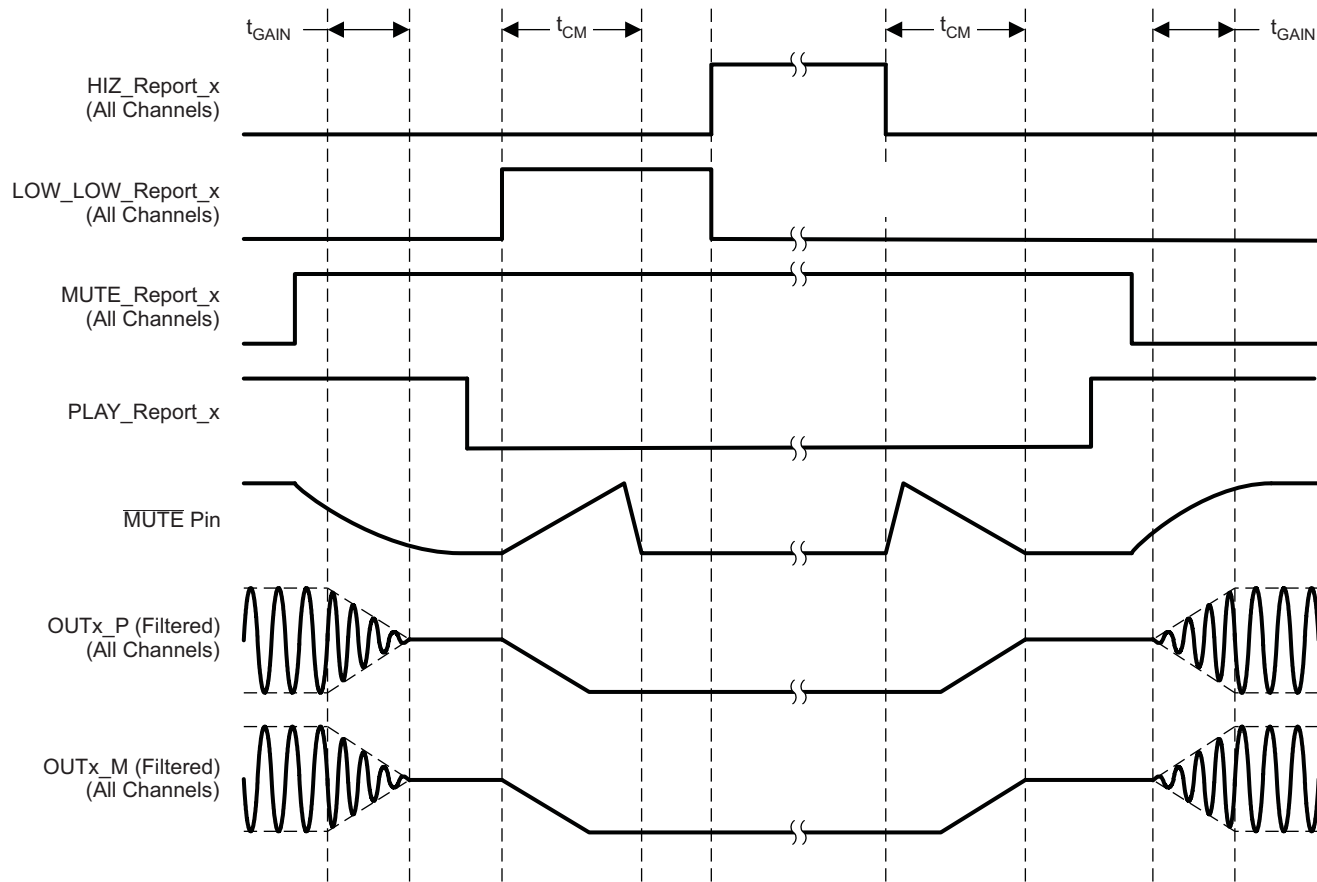 tGAIN
tCM
tCM
tGAIN
HIZ_Report_x
(All Channels)
LOW_LOW_Report_x
(All Channels)
MUTE_Report_x
(All Channels)
PLAY_Report_x
M̅U̅T̅E̅ Pin
OUTx_P (Filtered)
(All Channels)
OUTx_M (Filtered)
(All Channels)